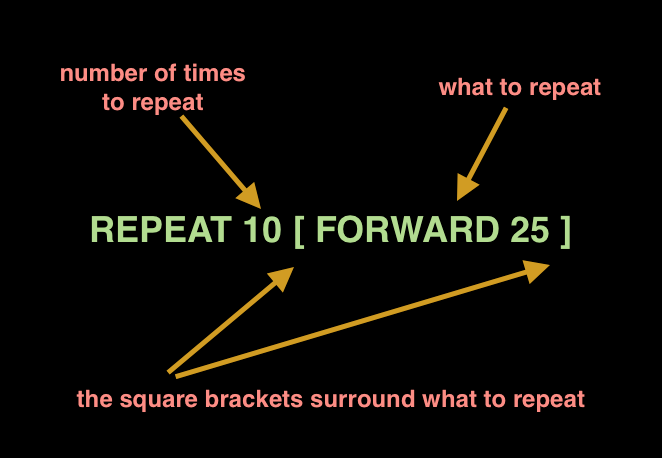 number of times
to repeat
what to repeat
REPEAT 10 [ FORWARD 25 ]
the square brackets surround what to repeat